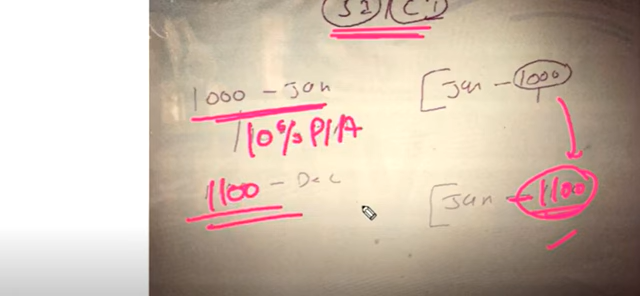 SI / CI
1000 - Jan
10% P/A
1100 - Dec
[Jan - 1000
[Jan - 1100